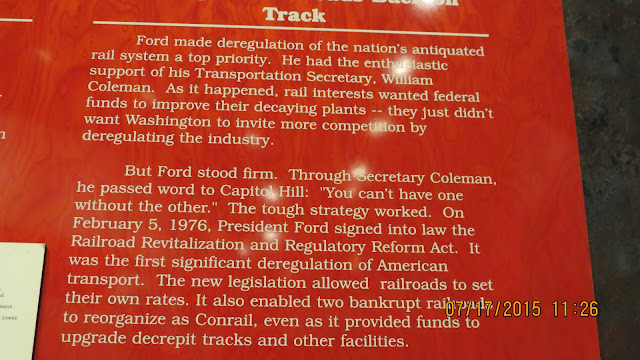 Track
Ford made deregulation of the nation's antiquated
rail system a top priority. He had the enthusiastic
support of his Transportation Secretary, William
Coleman. As it happened, rail interests wanted federal
funds to improve their decaying plants -- they just didn't
want Washington to invite more competition by
deregulating the industry.
But Ford stood firm. Through Secretary Coleman,
he passed word to Capitol Hill: "You can't have one
without the other." The tough strategy worked. On
February 5, 1976, President Ford signed into law the
Railroad Revitalization and Regulatory Reform Act. It
was the first significant deregulation of American
transport. The new legislation allowed railroads to set
their own rates. It also enabled two bankrupt
to reorganize as Conrail, even as it provided funds to
upgrade decrepit tracks and other facilities.
07/17/2015 11:26